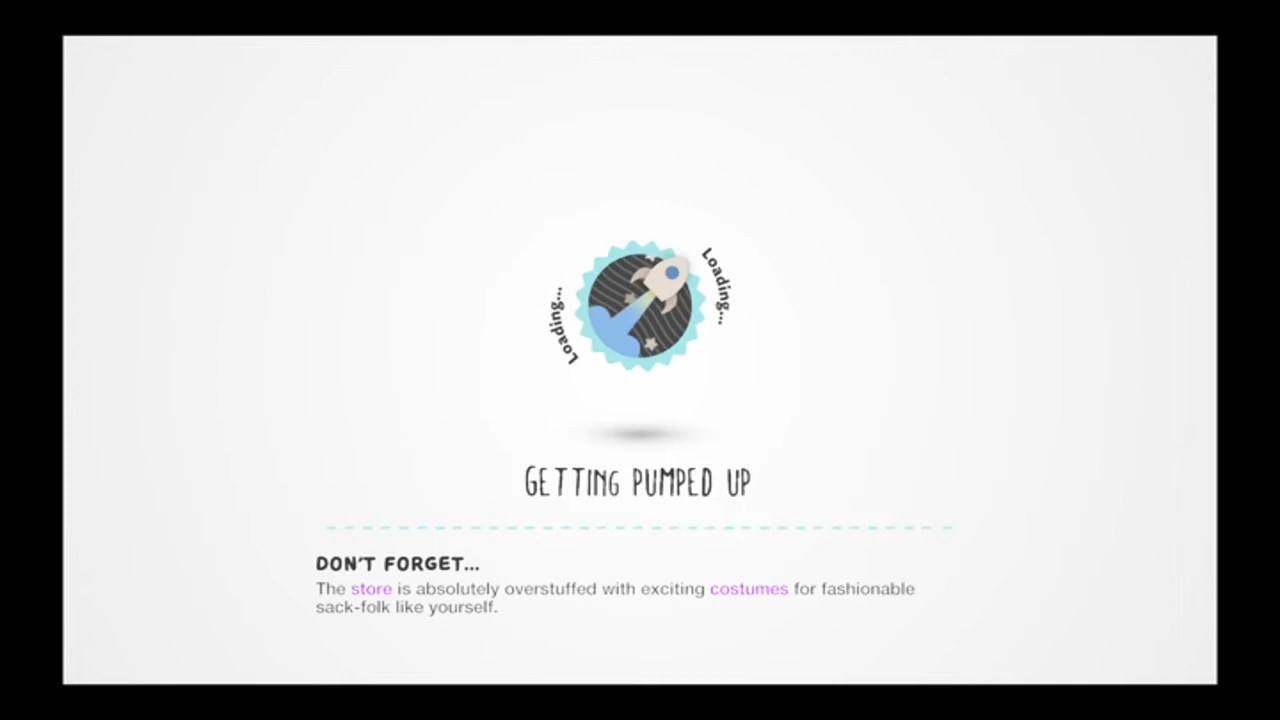 Loading...
Loading...
GETTING PUMPED UP
DON'T FORGET...
The store is absolutely overstuffed with exciting costumes for fashionable
sack-folk like yourself.